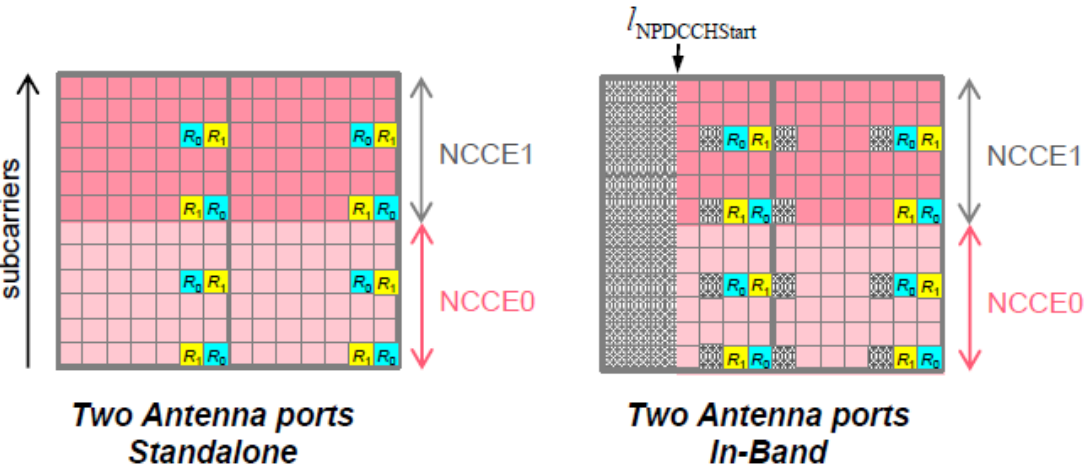 lNPDCCHStart
subcarriers
R0 R1 R0 R1
R1 R0 R1 R0
R0 R1 R0 R1
R1 R0 R1 R0
NCCE1
NCCE0
Two Antenna ports
Standalone
R0 R1 R0 R1
R1 R0 R1 R0
R0 R1 R0 R1
R1 R0 R1 R0
NCCE1
NCCE0
Two Antenna ports
In-Band